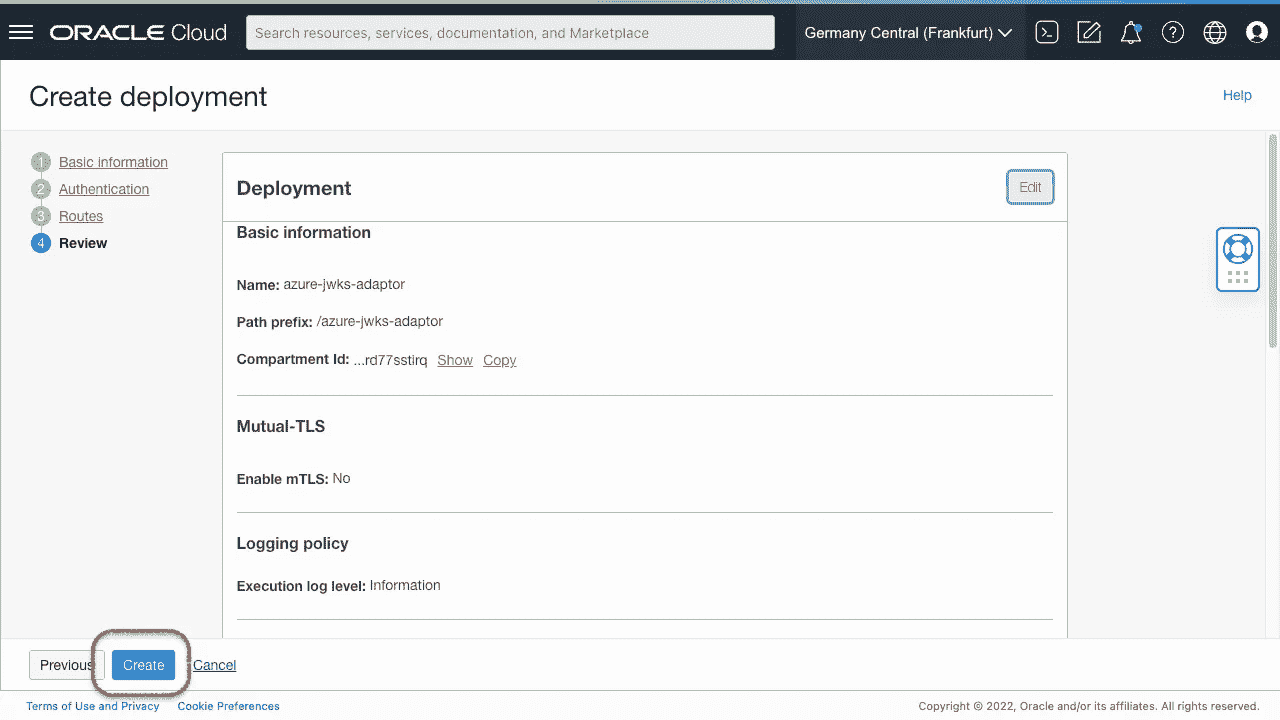 ORACLE Cloud
Search resources, services, documentation, and Marketplace
Germany Central (Frankfurt)
Create deployment
Help
1 Basic information
2 Authentication
3 Routes
4 Review
Deployment
Edit
Basic information
Name: azure-jwks-adaptor
Path prefix: /azure-jwks-adaptor
Compartment Id: ...rd77sstirq Show Copy
Mutual-TLS
Enable mTLS: No
Logging policy
Execution log level: Information
Previous Create Cancel
Terms of Use and Privacy Cookie Preferences
Copyright © 2022, Oracle and/or its affiliates. All rights reserved.